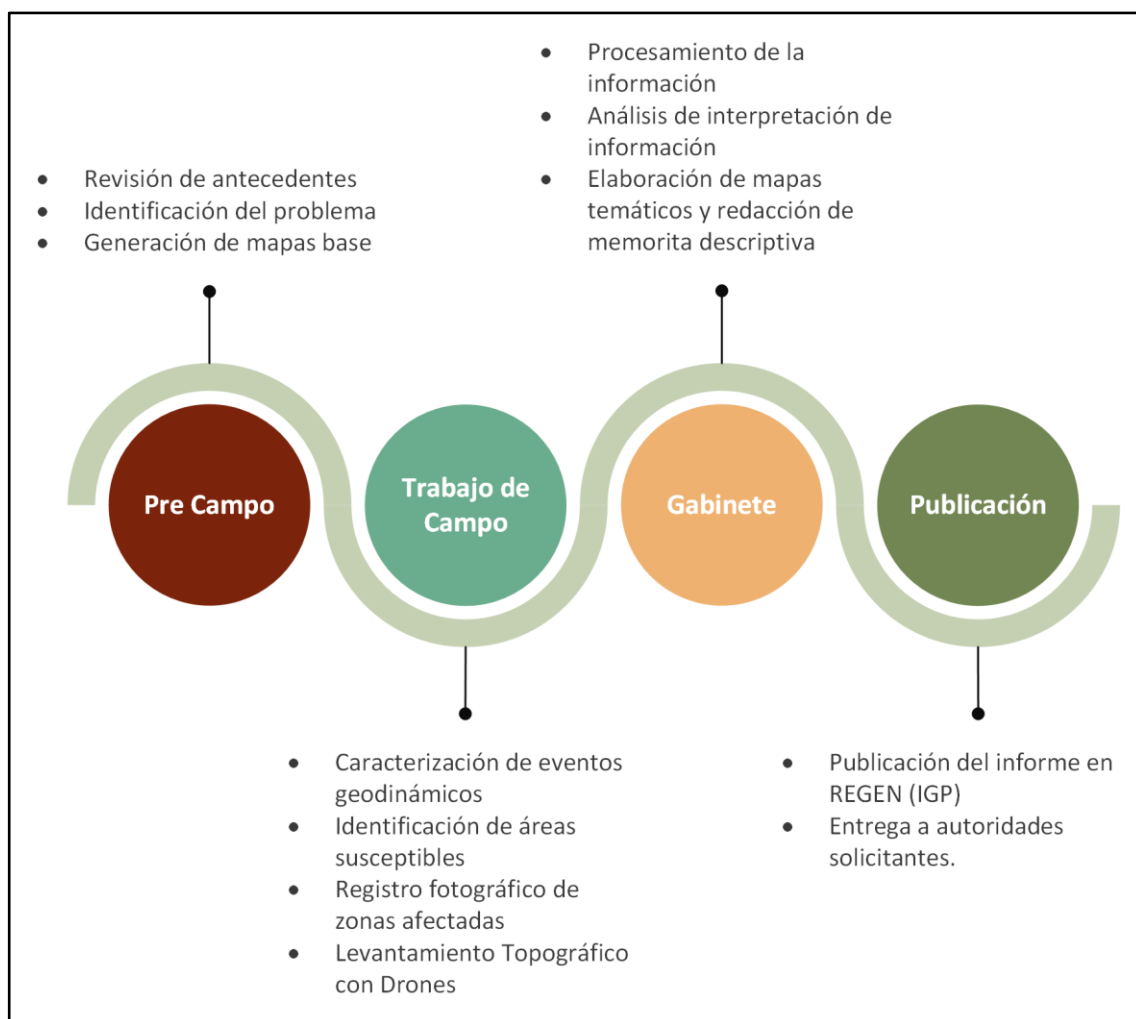 • Revisión de antecedentes
• Identificación del problema
• Generación de mapas base
• Procesamiento de la
información
• Análisis de interpretación de
información
• Elaboración de mapas
temáticos y redacción de
memorita descriptiva
Pre Campo
Trabajo de
Campo
Gabinete
Publicación
• Caracterización de eventos
geodinámicos
• Identificación de áreas
susceptibles
• Registro fotográfico de
zonas afectadas
• Levantamiento Topográfico
con Drones
• Publicación del informe en
REGEN (IGP)
• Entrega a autoridades
solicitantes.